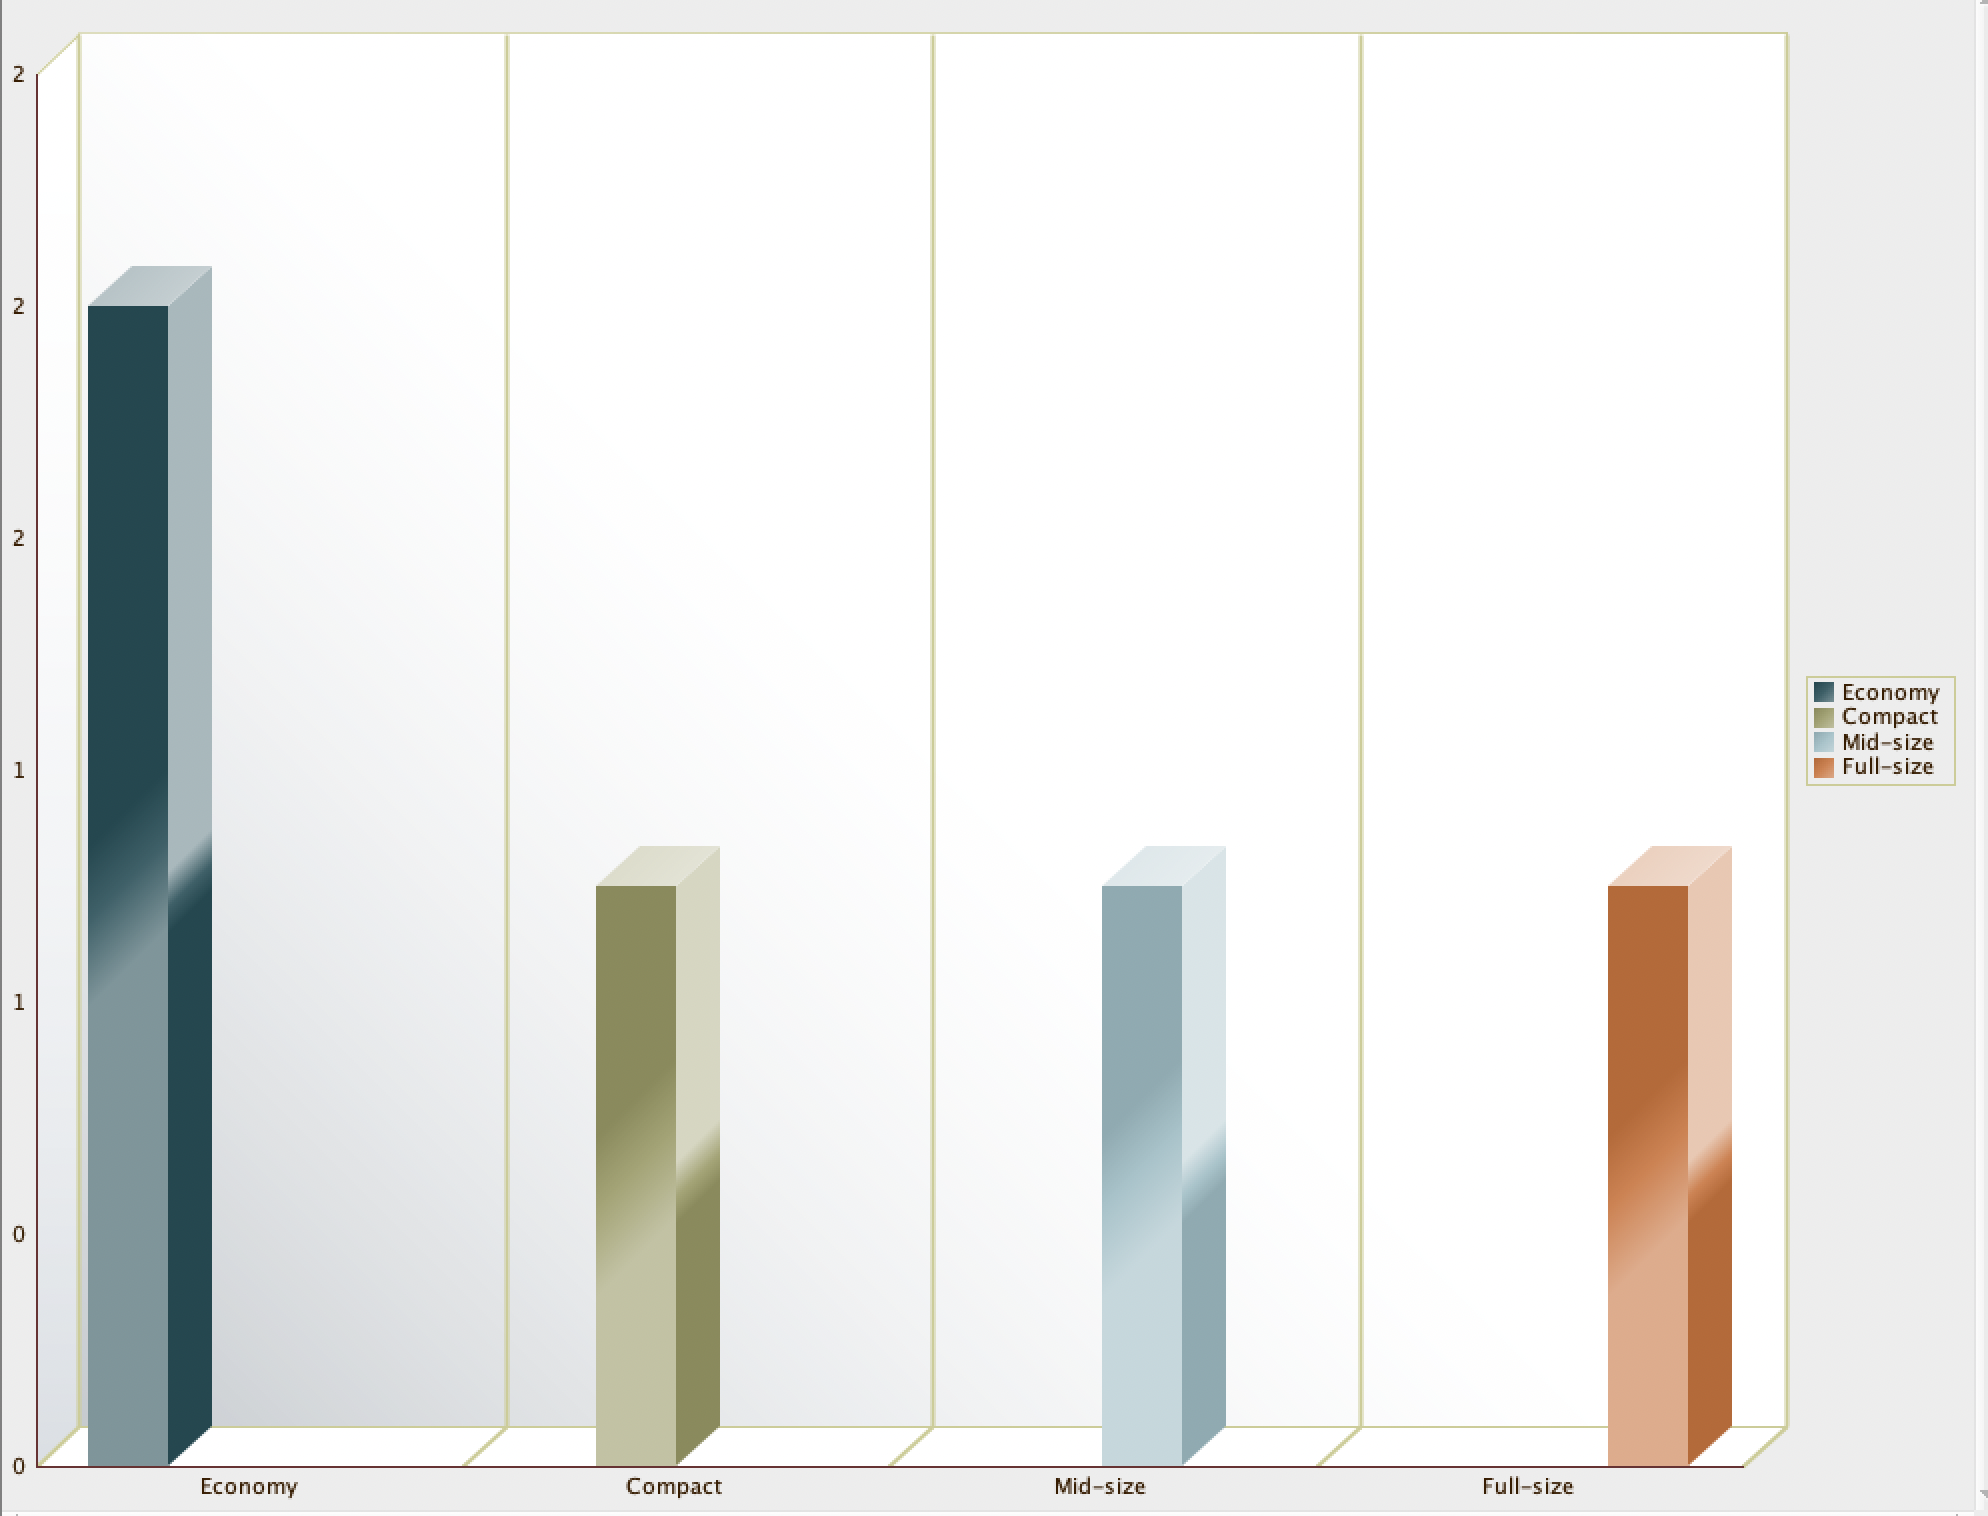 2
2
2
1
1
0
0
Economy
Compact
Mid-size
Full-size
Economy
Compact
Mid-size
Full-size